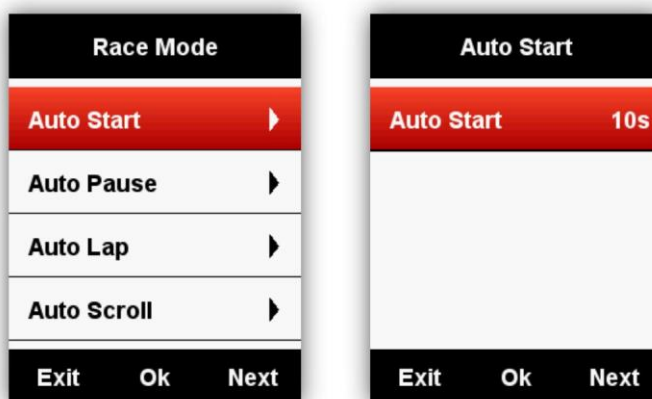 Race Mode
Auto Start
Auto Pause
Auto Lap
Auto Scroll
Exit Ok Next
Auto Start
Auto Start 10s
Exit Ok Next